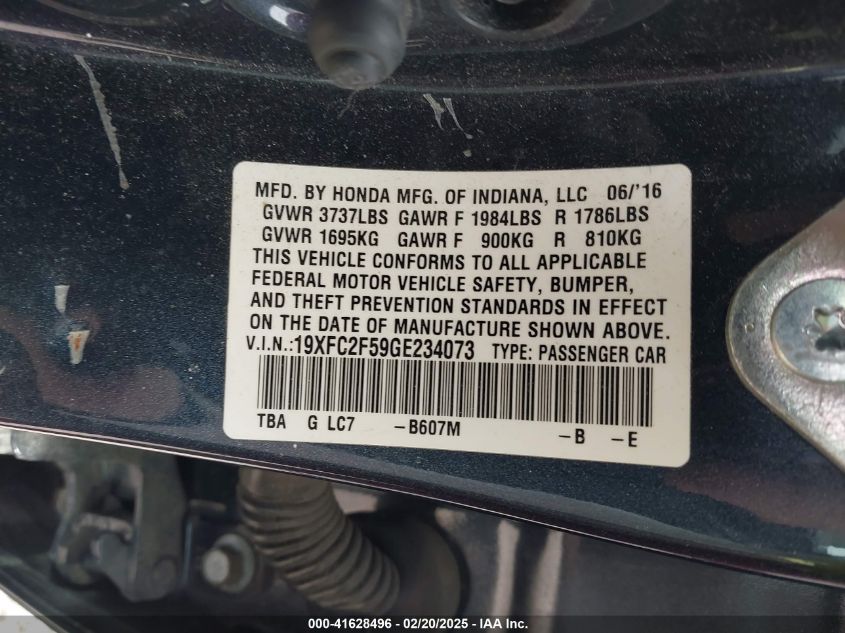 MFD. BY HONDA MFG. OF INDIANA, LLC 06/'16
GVWR 3737LBS GAWR F 1984LBS R 1786LBS
GVWR 1695KG GAWR F 900KG R 810KG
THIS VEHICLE CONFORMS TO ALL APPLICABLE
FEDERAL MOTOR VEHICLE SAFETY, BUMPER,
AND THEFT PREVENTION STANDARDS IN EFFECT
ON THE DATE OF MANUFACTURE SHOWN ABOVE.
V.I.N.:19XFC2F59GE234073 TYPE: PASSENGER CAR
TBA G LC7 -B607M -B -E
000-41628496 - 02/20/2025 - IAA Inc.